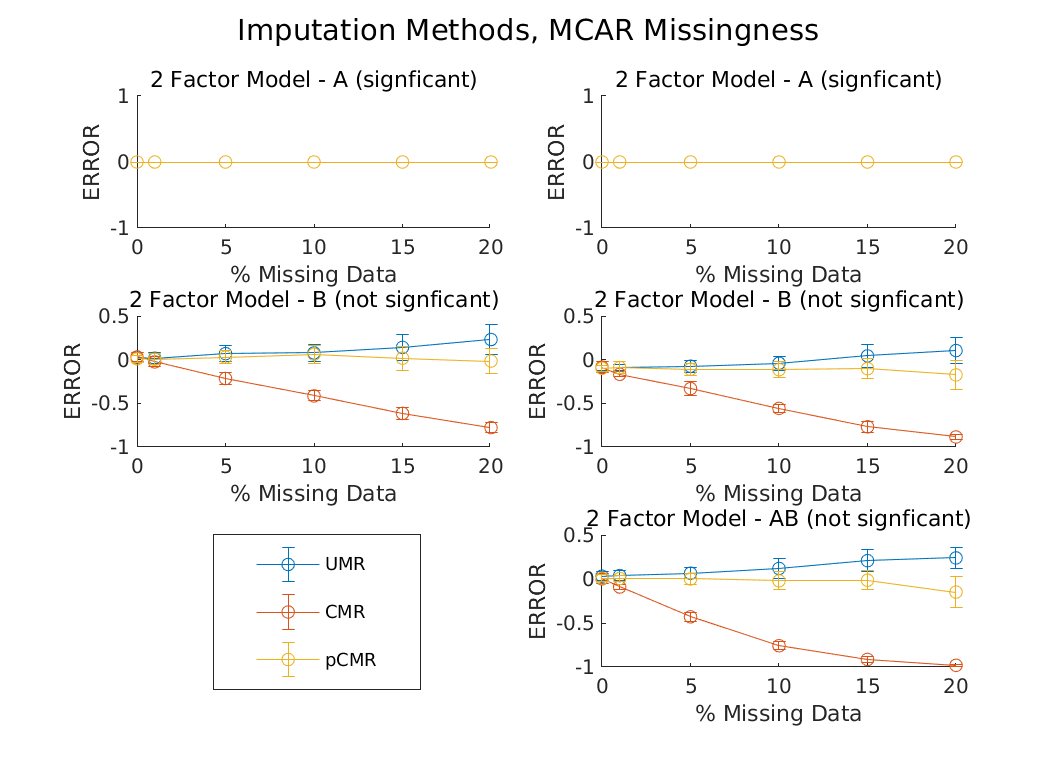 Imputation Methods, MCAR Missingness
2 Factor Model - A (signficant)
1
0
-1
ERROR
0 5 10 15 20
% Missing Data
2 Factor Model - A (signficant)
1
0
-1
ERROR
0 5 10 15 20
% Missing Data
2 Factor Model - B (not signficant)
0.5
0
-0.5
-1
ERROR
0 5 10 15 20
% Missing Data
2 Factor Model - B (not signficant)
0.5
0
-0.5
-1
ERROR
0 5 10 15 20
% Missing Data
UMR
CMR
pCMR
2 Factor Model - AB (not signficant)
0.5
0
-0.5
-1
ERROR
0 5 10 15 20
% Missing Data